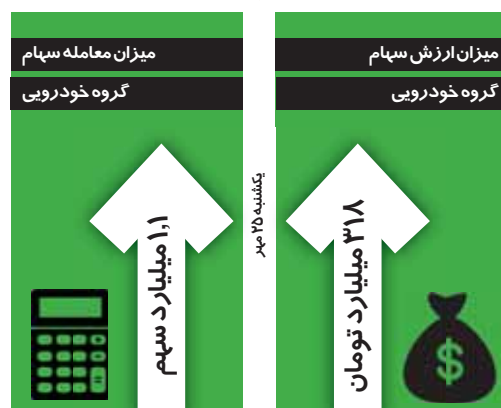 میزان ارزش سهام
گروه خودرویی
۳۱۸ میلیارد تومان
$
یکشنبه ۲۵ مهر
میزان معامله سهام
گروه خودرویی
۱,۱ میلیارد سهم